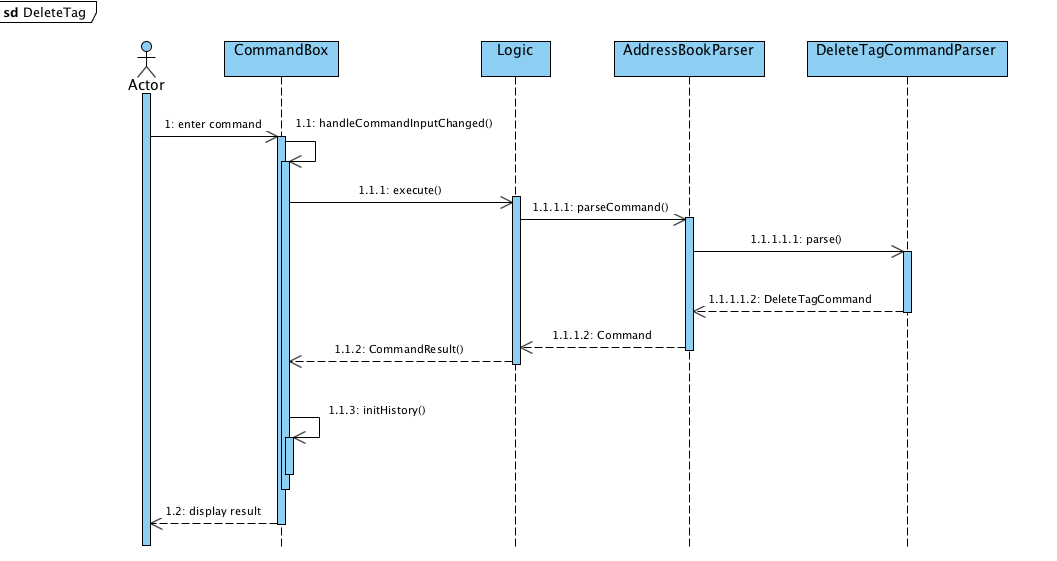 sd DeleteTag
CommandBox
Logic
AddressBookParser
DeleteTagCommandParser
Actor
1: enter command
1.1: handleCommandInputChanged()
1.1.1: execute()
1.1.1.1: parseCommand()
1.1.1.1.1: parse()
1.1.1.1.2: DeleteTagCommand
1.1.1.2: Command
1.1.2: CommandResult()
1.1.3: initHistory()
1.2: display result